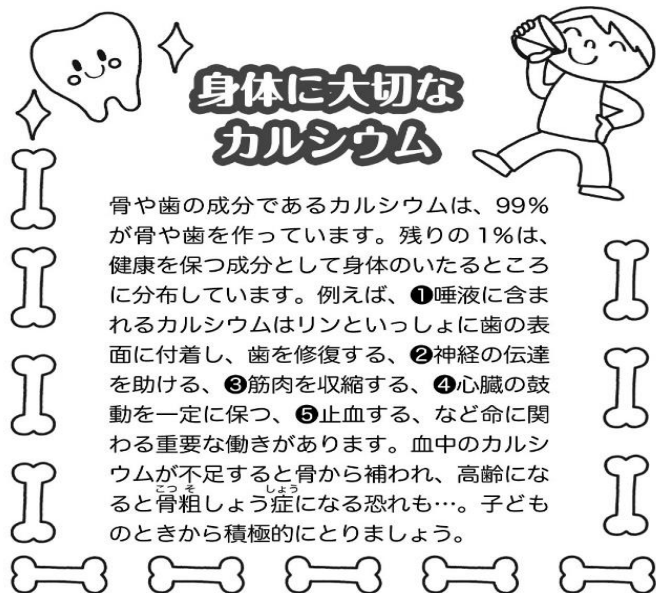 身体に大切な
カルシウム
骨や歯の成分であるカルシウムは、99%
が骨や歯を作っています。残りの1%は、
健康を保つ成分として身体のいたるところ
に分布しています。例えば、❶唾液に含ま
れるカルシウムはリンといっしょに歯の表
面に付着し、歯を修復する、❷神経の伝達
を助ける、❸筋肉を収縮する、❹心臓の鼓
動を一定に保つ、❺止血する、など命に関
わる重要な働きがあります。血中のカルシ
ウムが不足すると骨から補われ、高齢にな
こつ そ しょう
ると骨粗しょう症になる恐れも…。子ども
のときから積極的にとりましょう。